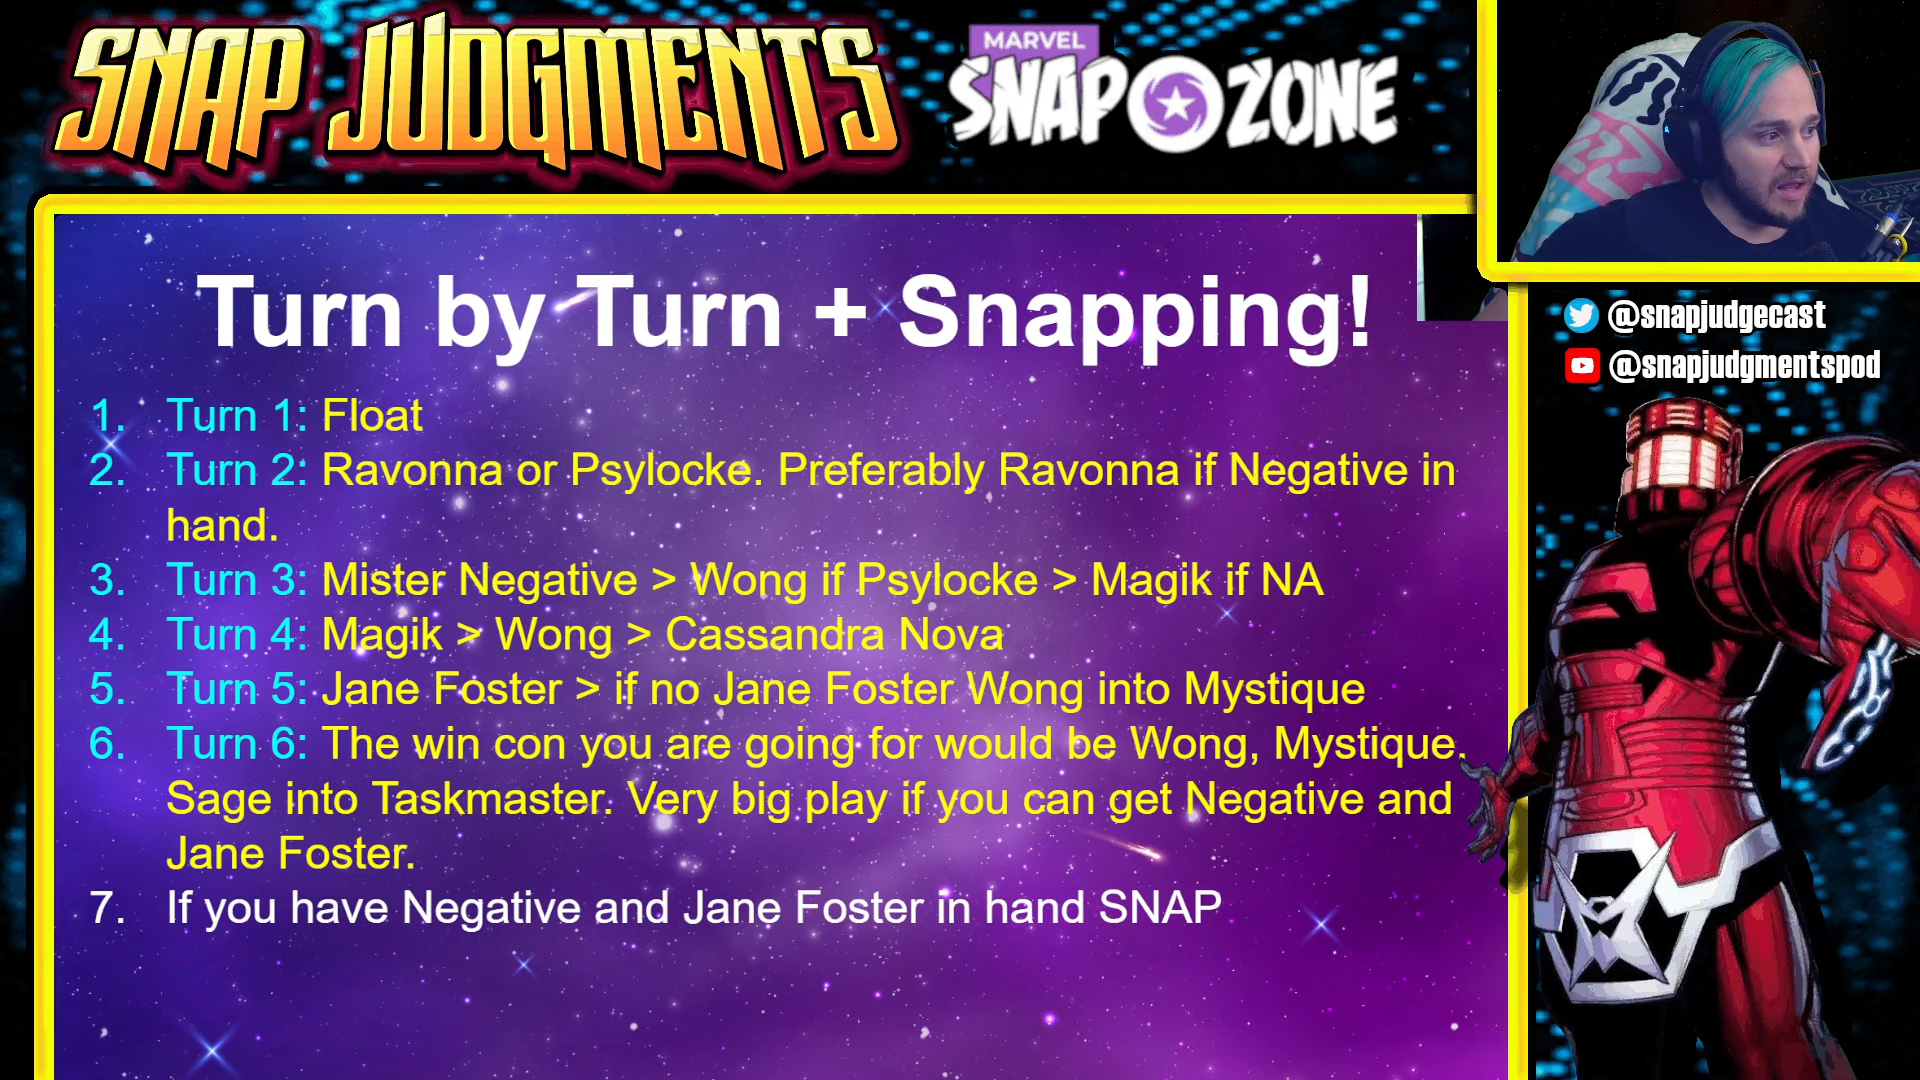 SNAP JUDGMENTS
MARVEL
SNAP ZONE
Turn by Turn + Snapping!
@snapjudgecast
@snapjudgmentspod
1. Turn 1: Float
2. Turn 2: Ravonna or Psylocke. Preferably Ravonna if Negative in
hand.
3. Turn 3: Mister Negative > Wong if Psylocke > Magik if NA
4. Turn 4: Magik > Wong > Cassandra Nova
5. Turn 5: Jane Foster > if no Jane Foster Wong into Mystique
6. Turn 6: The win con you are going for would be Wong, Mystique,
Sage into Taskmaster. Very big play if you can get Negative and
Jane Foster.
7. If you have Negative and Jane Foster in hand SNAP